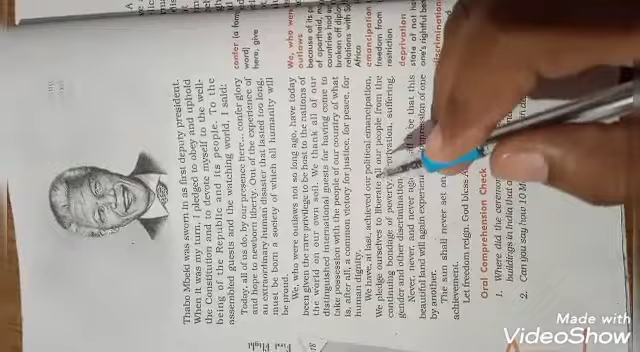 Thabo Mbeki was sworn in as first deputy president.
When it was my turn, I pledged to obey and uphold
the Constitution and to devote myself to the well-
being of the Republic and its people. To the
assembled guests and the watching world, I said:
Today, all of us do, by our presence here... confer glory
and hope to newborn liberty. Out of the experience of
an extraordinary human disaster that lasted too long,
must be born a society of which all humanity will
be proud.
We, who were outlaws not so long ago, have today
been given the rare privilege to be host to the nations of
the world on our own soil. We thank all of our
distinguished international guests for having come to
take possession with the people of our country of what
is, after all, a common victory for justice, for peace, for
human dignity.
We have, at last, achieved our political emancipation.
We pledge ourselves to liberate all our people from the
continuing bondage of poverty, deprivation, suffering,
gender and other discrimination
Never, never, and never again be that this
beautiful land will again experience oppression of one
by another.
The sun shall never set on
achievement.
Let freedom reign. God bless
Oral Comprehension Check
1. Where did the
buildings in India that
2. Can you say how 10 M
confer (a
word)
here, give
We, who were
outlaws
because of its
of apartheid,
countries had
broken off
relations with
Africa
emancipation
freedom from
restriction
deprivation
state of not
one's rightful
discrimination
18
First Flight
Made with
VideoShow